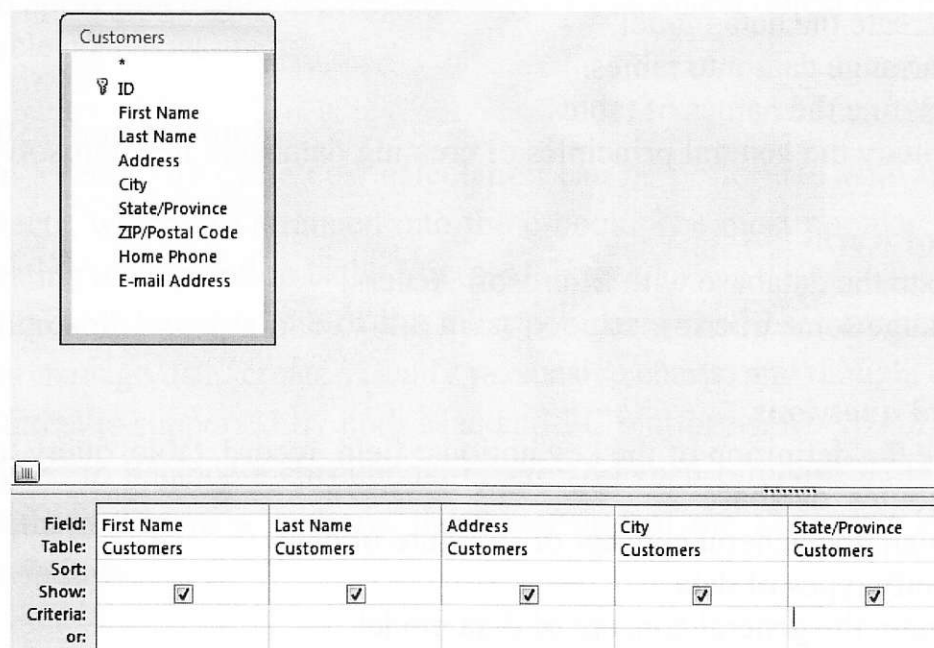 Customers
*
ID
First Name
Last Name
Address
City
State/Province
ZIP/Postal Code
Home Phone
E-mail Address
Field: First Name Last Name Address City State/Province
Table: Customers Customers Customers Customers Customers
Sort:
Show:
Criteria:
or: